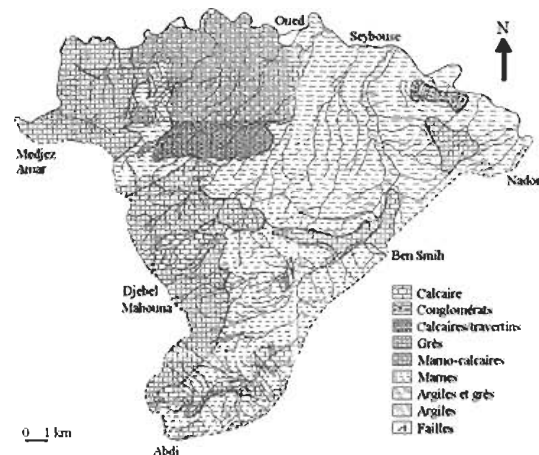 Oued
Seybouse
N
Medjez
Amar
Nador
Ben Smih
Djebel
Mahouna
Abdi
0 1 km
Calcaire
Conglomérats
Calcaires/travertins
Grès
Marno-calcaires
Marnes
Argiles et grès
Argiles
Failles